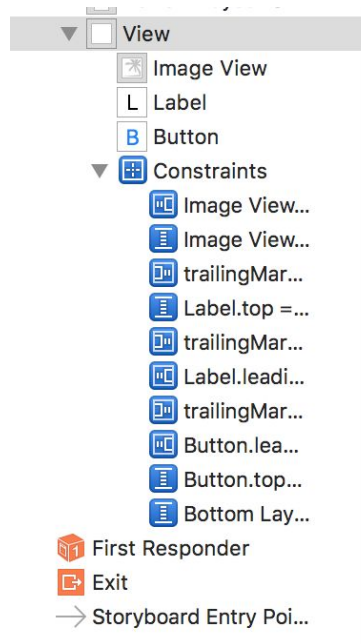 View
Image View
L Label
B Button
Constraints
Image View...
Image View...
trailingMar...
Label.top =...
trailingMar...
Label.leadi...
trailingMar...
Button.lea...
Button.top...
Bottom Lay...
1 First Responder
Exit
Storyboard Entry Poi...